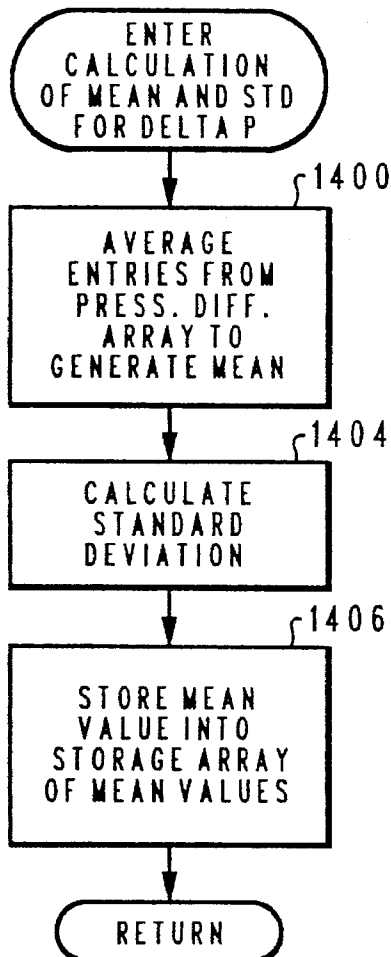 ENTER
CALCULATION
OF MEAN AND STD
FOR DELTA P
1400
AVERAGE
ENTRIES FROM
PRESS. DIFF.
ARRAY TO
GENERATE MEAN
1404
CALCULATE
STANDARD
DEVIATION
1406
STORE MEAN
VALUE INTO
STORAGE ARRAY
OF MEAN VALUES
RETURN